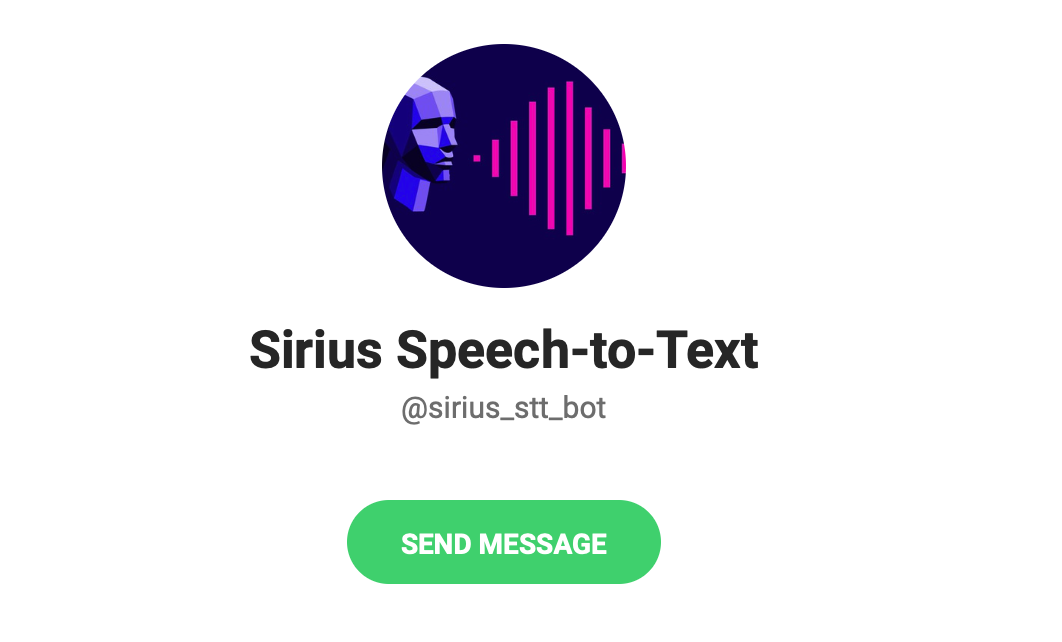 Sirius Speech-to-Text
@sirius_stt_bot
SEND MESSAGE